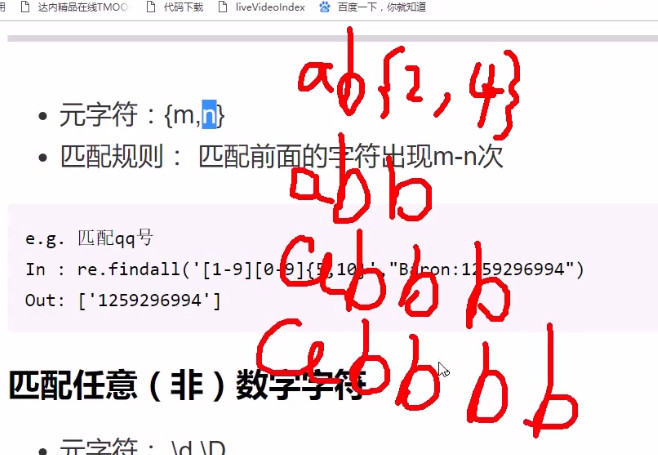 用 达内精品在线TMOO 代码下载 liveVideoIndex 百度一下，你就知道
ab{2,4}
元字符：{m,n}
匹配规则： 匹配前面的字符出现m-n次
abb
e.g. 匹配qq号
abbb
In : re.findall('[1-9][0-9]{5,10}',"Baron:1259296994")
Out: ['1259296994']
abbbb
匹配任意（非）数字字符
元字符： \d \D